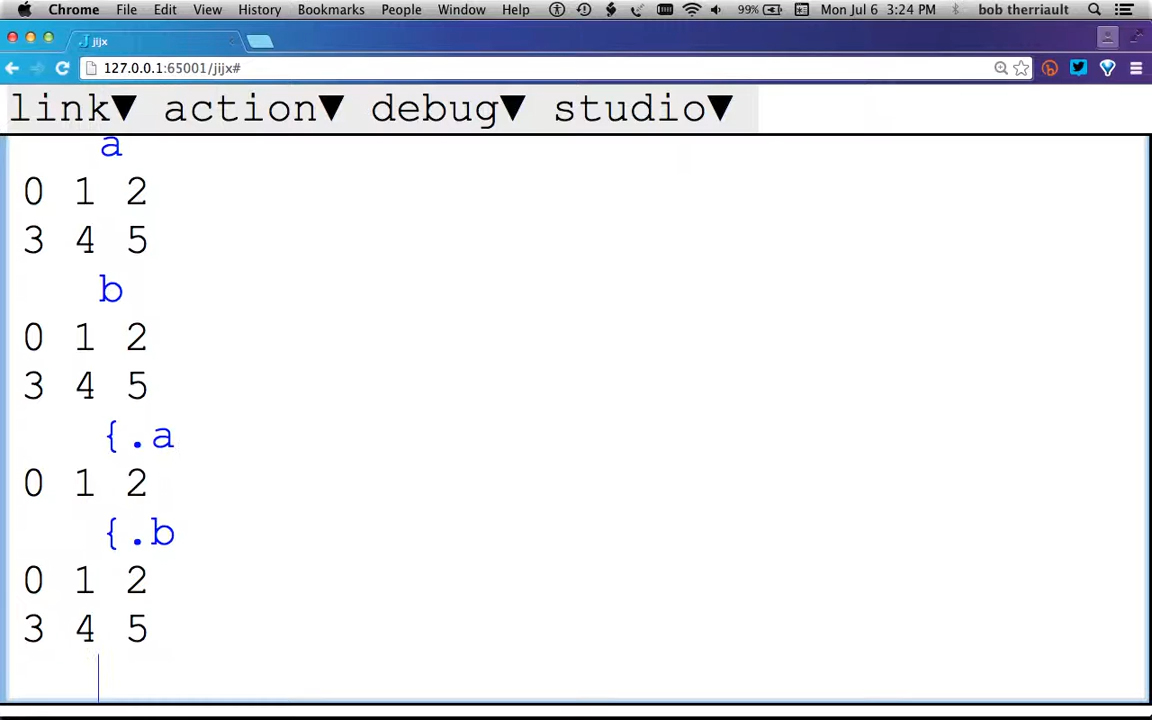 Chrome File Edit View History Bookmarks People Window Help 99% Mon Jul 6 3:24 PM bob therriault
jijx
127.0.0.1:65001/jijx#
link▼ action▼ debug▼ studio▼
a
0 1 2
3 4 5
b
0 1 2
3 4 5
{.a
0 1 2
{.b
0 1 2
3 4 5